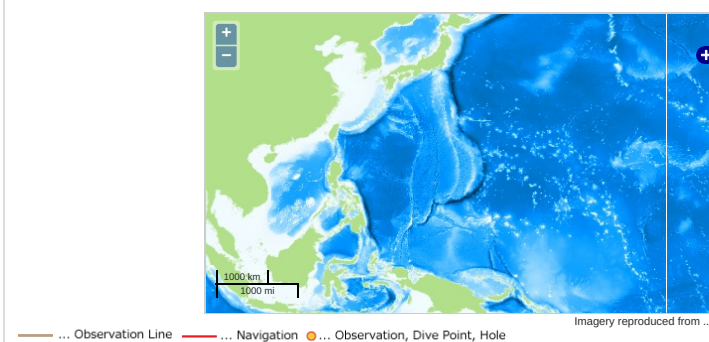 +
−
+
1000 km
1000 mi
Imagery reproduced from ..
... Observation Line ... Navigation ... Observation, Dive Point, Hole